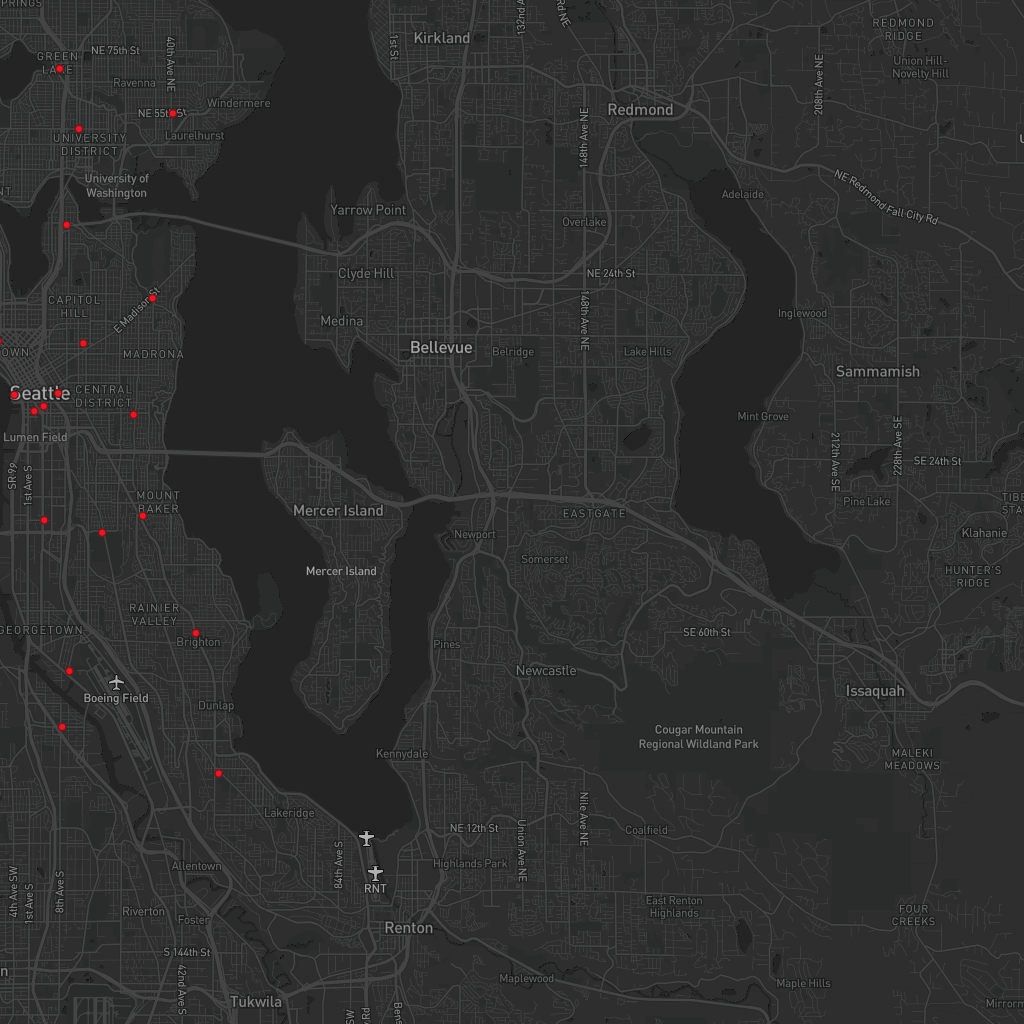 PRINGS
Kirkland
1st St
132nd A
Rd NE
REDMOND
RIDGE
NE 75th St
40th Ave NE
GREEN
LAKE
Ravenna
Union Hill-
Novelty Hill
208th Ave NE
Windermere
NE 55th St
Redmond
148th Ave NE
UNIVERSITY
DISTRICT
Laurelhurst
NT
University of
Washington
Adelaide
NE Redmond-Fall City Rd
Yarrow Point
Overlake
Clyde Hill
NE 24th St
CAPITOL
HILL
E Madison St
Medina
148th Ave NE
Inglewood
OWN
MADRONA
Bellevue
Belridge
Lake Hills
Sammamish
Seattle
CENTRAL
DISTRICT
Mint Grove
Lumen Field
212th Ave SE
228th Ave SE
SE 24th St
SR 99
1st Ave S
MOUNT
BAKER
Mercer Island
EASTGATE
Pine Lake
TIBE
STA
Newport
Klahanie
Somerset
Mercer Island
HUNTER'S
RIDGE
RAINIER
VALLEY
GEORGETOWN
Brighton
Pines
SE 60th St
Newcastle
Boeing Field
Dunlap
Issaquah
Cougar Mountain
Regional Wildland Park
Kennydale
MALEKI
MEADOWS
Lakeridge
NE 12th St
Union Ave NE
Nile Ave NE
Coalfield
84th Ave S
Allentown
Highlands Park
RNT
4th Ave SW
1st Ave S
8th Ave S
East Renton
Highlands
Riverton
Foster
Renton
FOUR
CREEKS
S 144th St
n
42nd Ave S
Maplewood
Maple Hills
Tukwila
SW
y Rd
Bens
Mirrorm